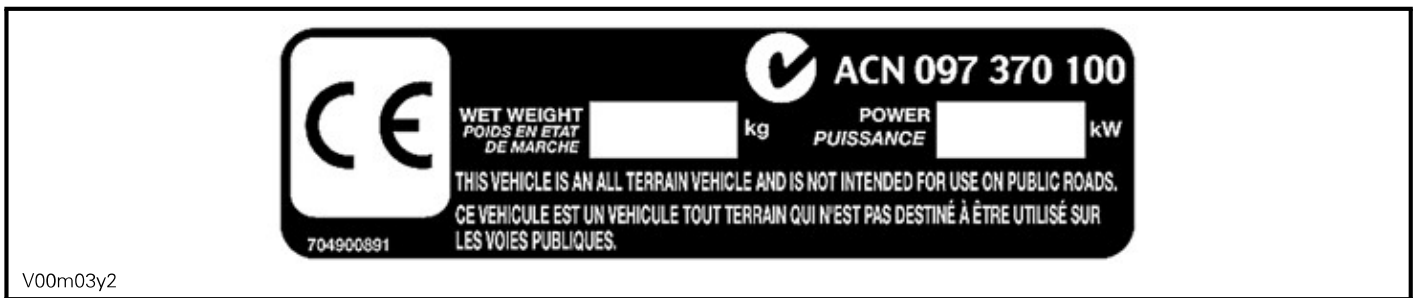 CE
ACN 097 370 100
WET WEIGHT
POIDS EN ETAT
DE MARCHE
kg
POWER
PUISSANCE
kW
THIS VEHICLE IS AN ALL TERRAIN VEHICLE AND IS NOT INTENDED FOR USE ON PUBLIC ROADS.
CE VEHICULE EST UN VEHICULE TOUT TERRAIN QUI N'EST PAS DESTINÉ À ÊTRE UTILISÉ SUR
LES VOIES PUBLIQUES.
704900891
V00m03y2